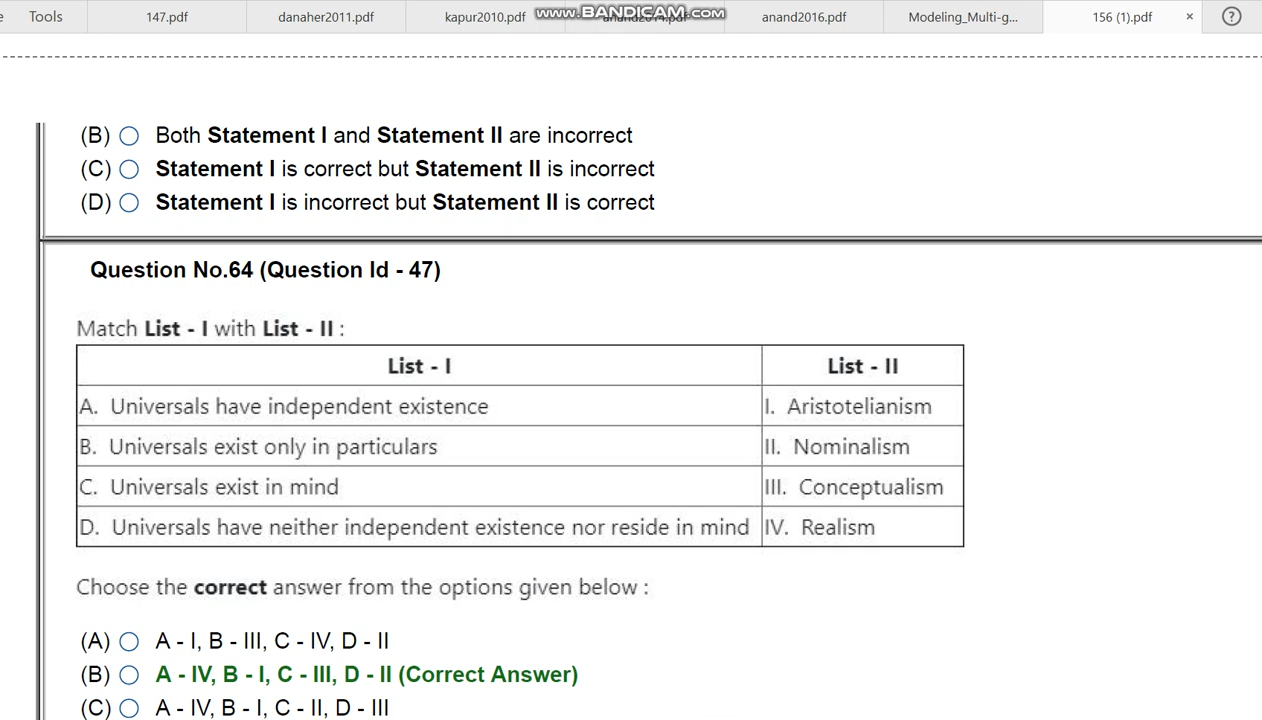 e Tools 147.pdf danaher2011.pdf kapur2010.pdf anand2014.pdf anand2016.pdf Modeling_Multi-g... 156 (1).pdf × ?
www.BANDICAM.com
(B) Both Statement I and Statement II are incorrect
(C) Statement I is correct but Statement II is incorrect
(D) Statement I is incorrect but Statement II is correct
Question No.64 (Question Id - 47)
Match List - I with List - II :
List - I List - II
A. Universals have independent existence I. Aristotelianism
B. Universals exist only in particulars II. Nominalism
C. Universals exist in mind III. Conceptualism
D. Universals have neither independent existence nor reside in mind IV. Realism
Choose the correct answer from the options given below :
(A) A - I, B - III, C - IV, D - II
(B) A - IV, B - I, C - III, D - II (Correct Answer)
(C) A - IV, B - I, C - II, D - III